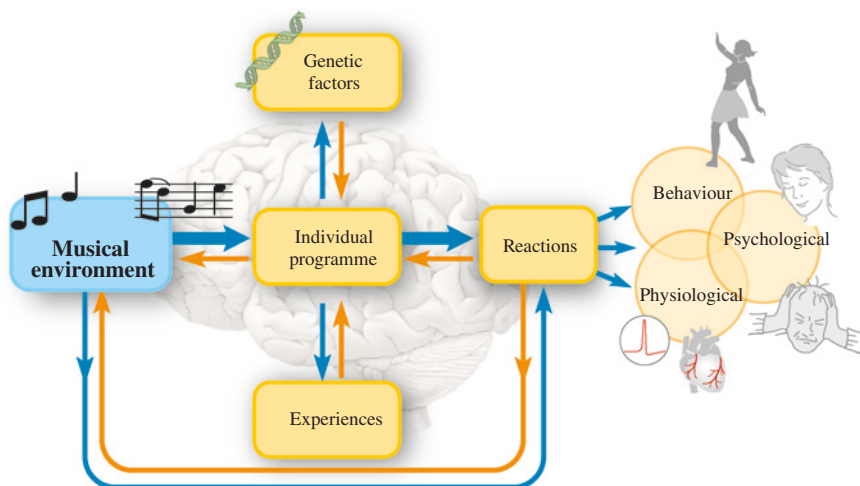 Genetic
factors
Musical
environment
Individual
programme
Reactions
Behaviour
Psychological
Physiological
Experiences